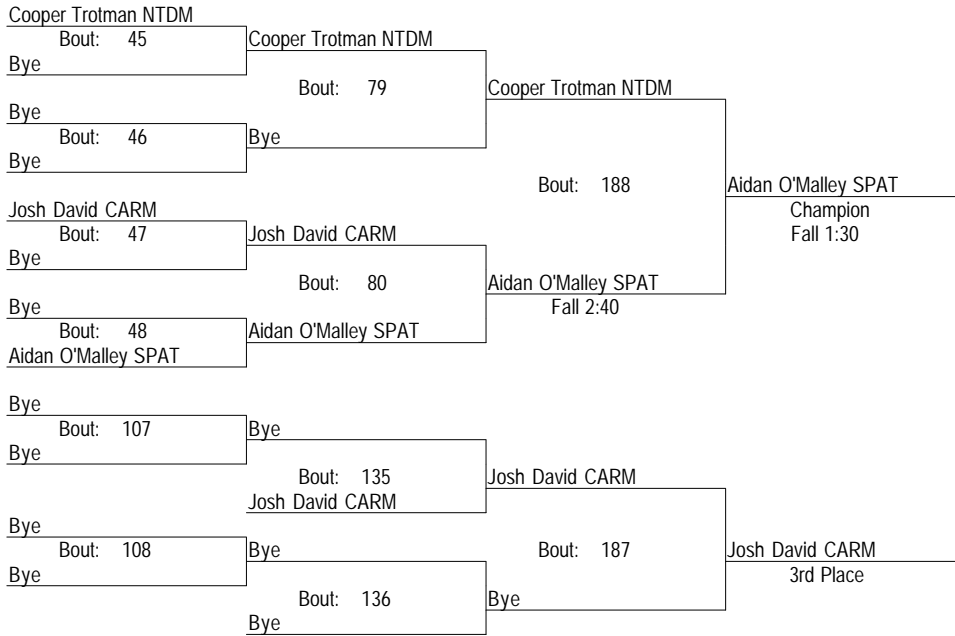 Cooper Trotman NTDM
Bout: 45
Cooper Trotman NTDM
Bye
Bout: 79
Cooper Trotman NTDM
Bye
Bout: 46
Bye
Bye
Bout: 188
Aidan O'Malley SPAT
Josh David CARM
Champion
Bout: 47
Josh David CARM
Fall 1:30
Bye
Bout: 80
Aidan O'Malley SPAT
Bye
Fall 2:40
Bout: 48
Aidan O'Malley SPAT
Aidan O'Malley SPAT
Bye
Bout: 107
Bye
Bye
Bout: 135
Josh David CARM
Josh David CARM
Bye
Bout: 108
Bye
Bout: 187
Josh David CARM
Bye
3rd Place
Bout: 136
Bye
Bye